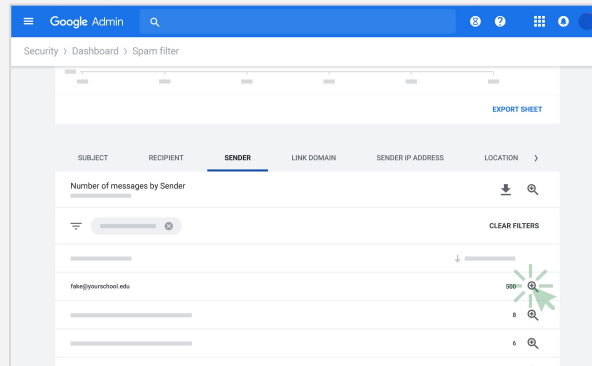 Google Admin
Security > Dashboard > Spam filter
EXPORT SHEET
SUBJECT RECIPIENT SENDER LINK DOMAIN SENDER IP ADDRESS LOCATION >
Number of messages by Sender
CLEAR FILTERS
fake@yourschool.edu 500
8
6